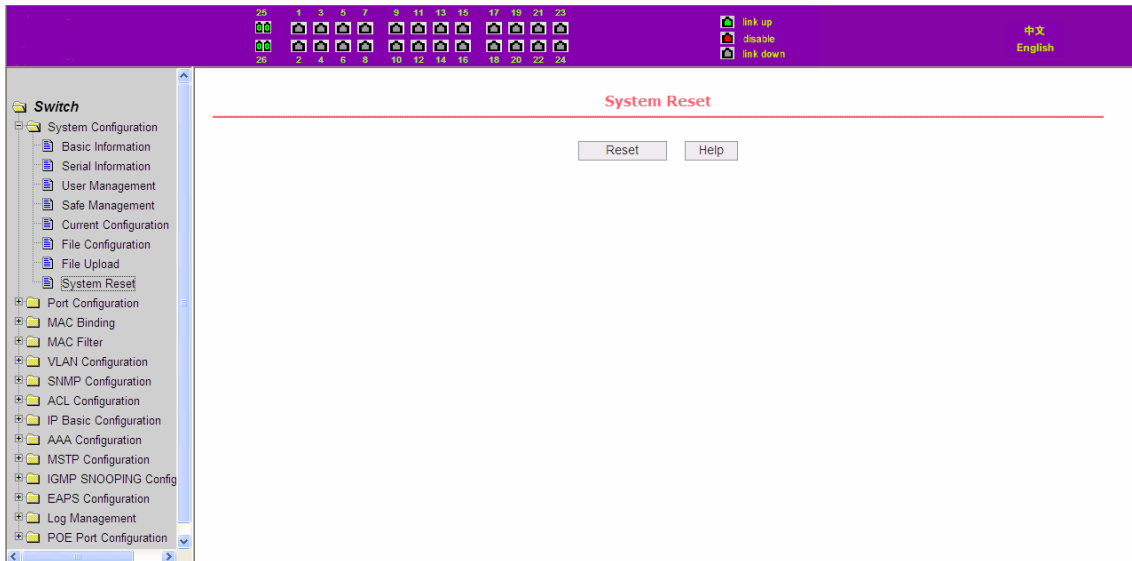 25 1 3 5 7 9 11 13 15 17 19 21 23
26 2 4 6 8 10 12 14 16 18 20 22 24
link up
disable
link down
中文
English
Switch
System Configuration
Basic Information
Serial Information
User Management
Safe Management
Current Configuration
File Configuration
File Upload
System Reset
Port Configuration
MAC Binding
MAC Filter
VLAN Configuration
SNMP Configuration
ACL Configuration
IP Basic Configuration
AAA Configuration
MSTP Configuration
IGMP SNOOPING Config
EAPS Configuration
Log Management
POE Port Configuration
System Reset
Reset Help